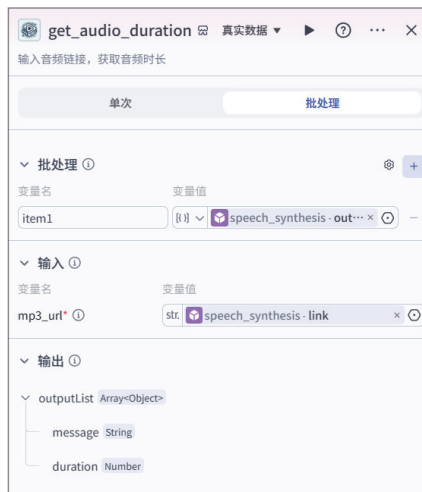 get_audio_duration 真实数据
输入音频链接，获取音频时长
单次 批处理
批处理
变量名 变量值
item1 [{}] speech_synthesis · out··· ×
输入
变量名 变量值
mp3_url* str. speech_synthesis · link ×
输出
outputList Array<Object>
message String
duration Number